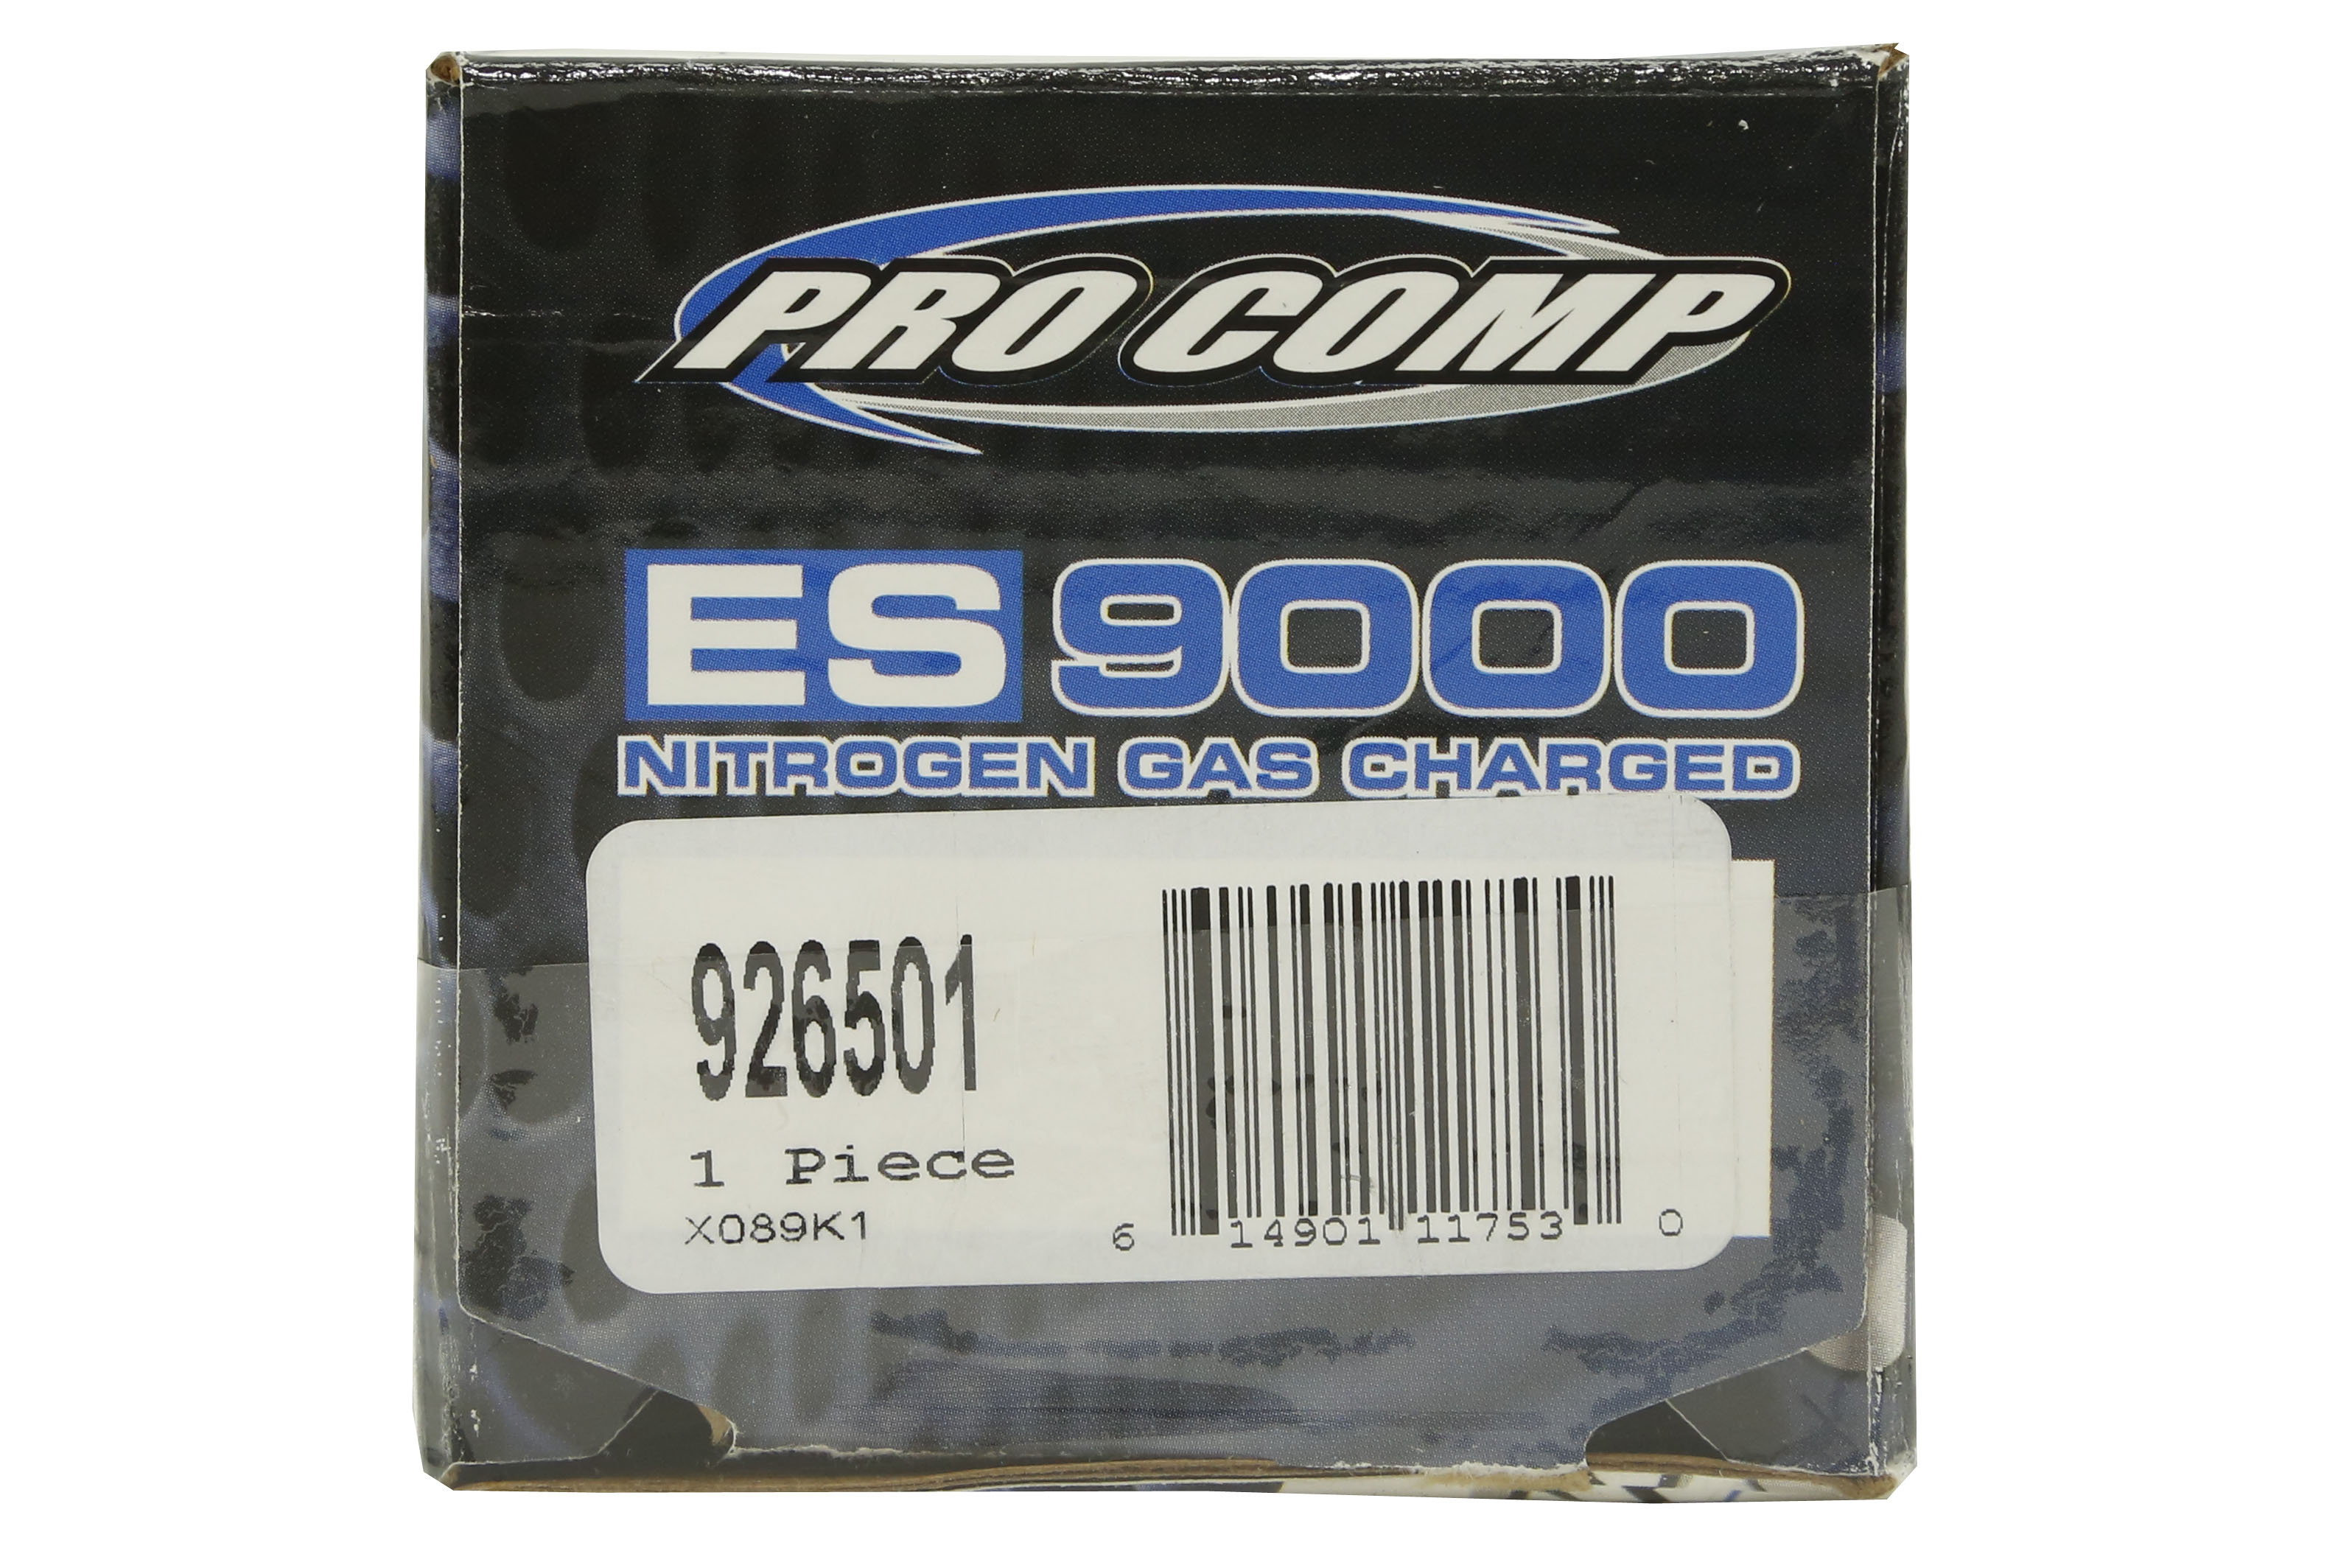 PRO COMP
ES 9000
NITROGEN GAS CHARGED
926501
1 Piece
X089K1
6 14901 11753 0